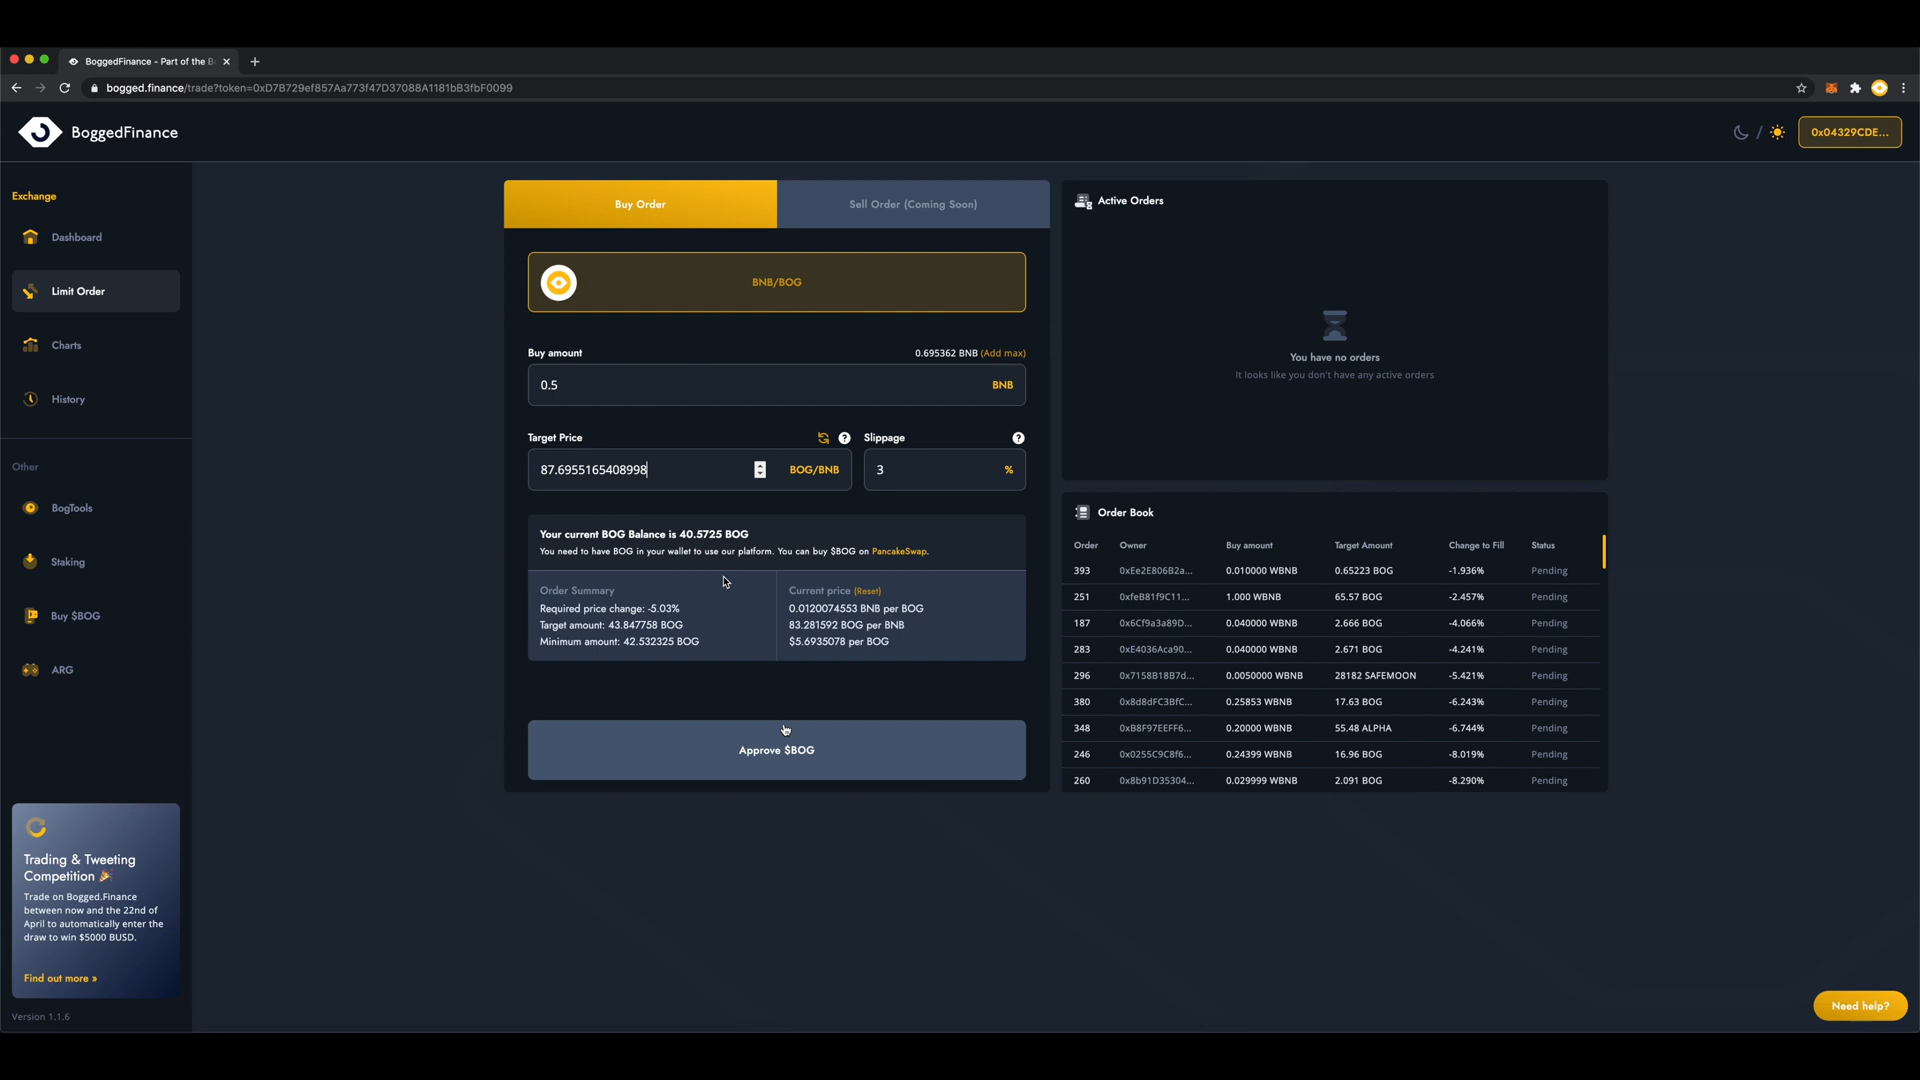 BoggedFinance - Part of the B
bogged.finance/trade?token=0xD7B729ef857Aa773f47D37088A1181bB3fbF0099
BoggedFinance
/
0x04329CDE...
Exchange
Dashboard
Limit Order
Charts
History
Other
BogTools
Staking
Buy $BOG
ARG
Trading & Tweeting
Competition 🎉
Trade on Bogged.Finance
between now and the 22nd of
April to automatically enter the
draw to win $5000 BUSD.
Find out more »
Version 1.1.6
Buy Order
Sell Order (Coming Soon)
BNB/BOG
Buy amount
0.695362 BNB (Add max)
0.5
BNB
Target Price
?
Slippage
?
87.6955165408998
BOG/BNB
3
%
Your current BOG Balance is 40.5725 BOG
You need to have BOG in your wallet to use our platform. You can buy $BOG on PancakeSwap.
Order Summary
Required price change: -5.03%
Target amount: 43.847758 BOG
Minimum amount: 42.532325 BOG
Current price (Reset)
0.0120074553 BNB per BOG
83.281592 BOG per BNB
$5.6935078 per BOG
Approve $BOG
Active Orders
You have no orders
It looks like you don't have any active orders
Order Book
Order Owner Buy amount Target Amount Change to Fill Status
393 0xEe2E806B2a... 0.010000 WBNB 0.65223 BOG -1.936% Pending
251 0xfeB81f9C11... 1.000 WBNB 65.57 BOG -2.457% Pending
187 0x6Cf9a3a89D... 0.040000 WBNB 2.666 BOG -4.066% Pending
283 0xE4036Aca90... 0.040000 WBNB 2.671 BOG -4.241% Pending
296 0x7158B18B7d... 0.0050000 WBNB 28182 SAFEMOON -5.421% Pending
380 0x8d8dFC3BfC... 0.25853 WBNB 17.63 BOG -6.243% Pending
348 0xB8F97EEFF6... 0.20000 WBNB 55.48 ALPHA -6.744% Pending
246 0x0255C9C8f6... 0.24399 WBNB 16.96 BOG -8.019% Pending
260 0x8b91D35304... 0.029999 WBNB 2.091 BOG -8.290% Pending
Need help?